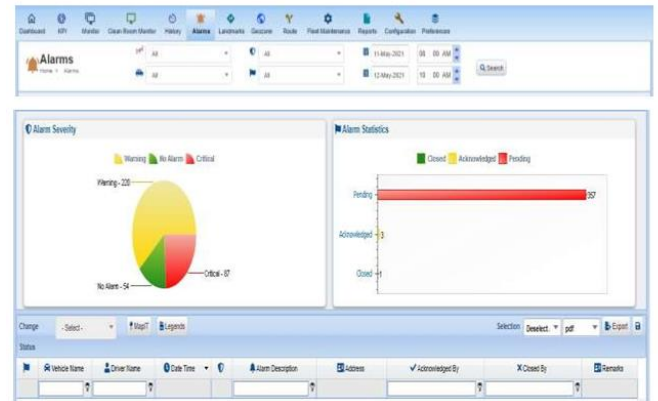 Dashboard KPI Monitor Clean Room Monitor History Alarms Landmarks Geozone Route Fleet Maintenance Reports Configuration Preferences
Alarms
Home > Alarms
All All 11-May-2021 08 00 AM
All All 12-May-2021 10 00 AM
Search
Alarm Severity
Warning No Alarm Critical
Warning - 220
Critical - 87
No Alarm - 54
Alarm Statistics
Closed Acknowledged Pending
Pending 357
Acknowledged 3
Closed 1
Change Status - Select - MapIT Legends Selection Deselect. pdf Export
Vehicle Name Driver Name Date Time Alarm Description Address Acknowledged By Closed By Remarks